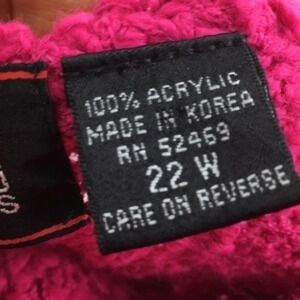 100% ACRYLIC
MADE IN KOREA
RN 52469
22 W
CARE ON REVERSE